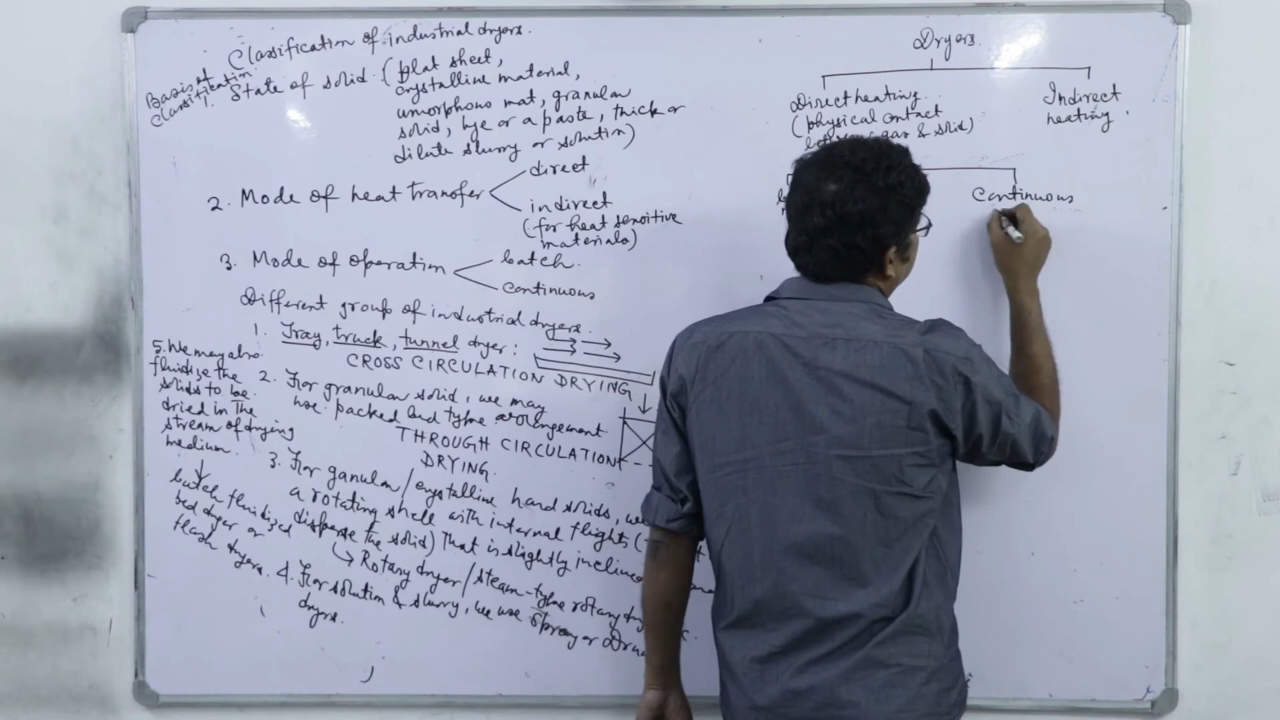 Classification of industrial dryers.
Basis of
classification.
1. State of solid (flat sheet,
crystalline material,
amorphous mat, granular
solid, bye or a paste, thick or
dilute slurry or solution)
2. Mode of heat transfer
direct
indirect
(for heat sensitive
materials)
3. Mode of operation
batch.
continuous
Different group of industrial dryers.
1. Tray, truck, tunnel dryer:
CROSS CIRCULATION DRYING
2. For granular solid, we may
use packed bed type arrangement
THROUGH CIRCULATION
DRYING.
3. For ganular/crystalline hard solids, we
a rotating shell with internal flights (
disperse the solid) that is slightly incline
Rotary dryer/steam-type rotary dry
4. For solution & slurry, we use Spray or Dru
dryer.
5. We may also
fluidize the
solids to be
dried in the
stream of drying
medium.
batch fluidized
bed dryer or
flash dryer.
Dryers.
Direct heating.
(physical contact
gas & solid)
Continuous
Indirect
heating.